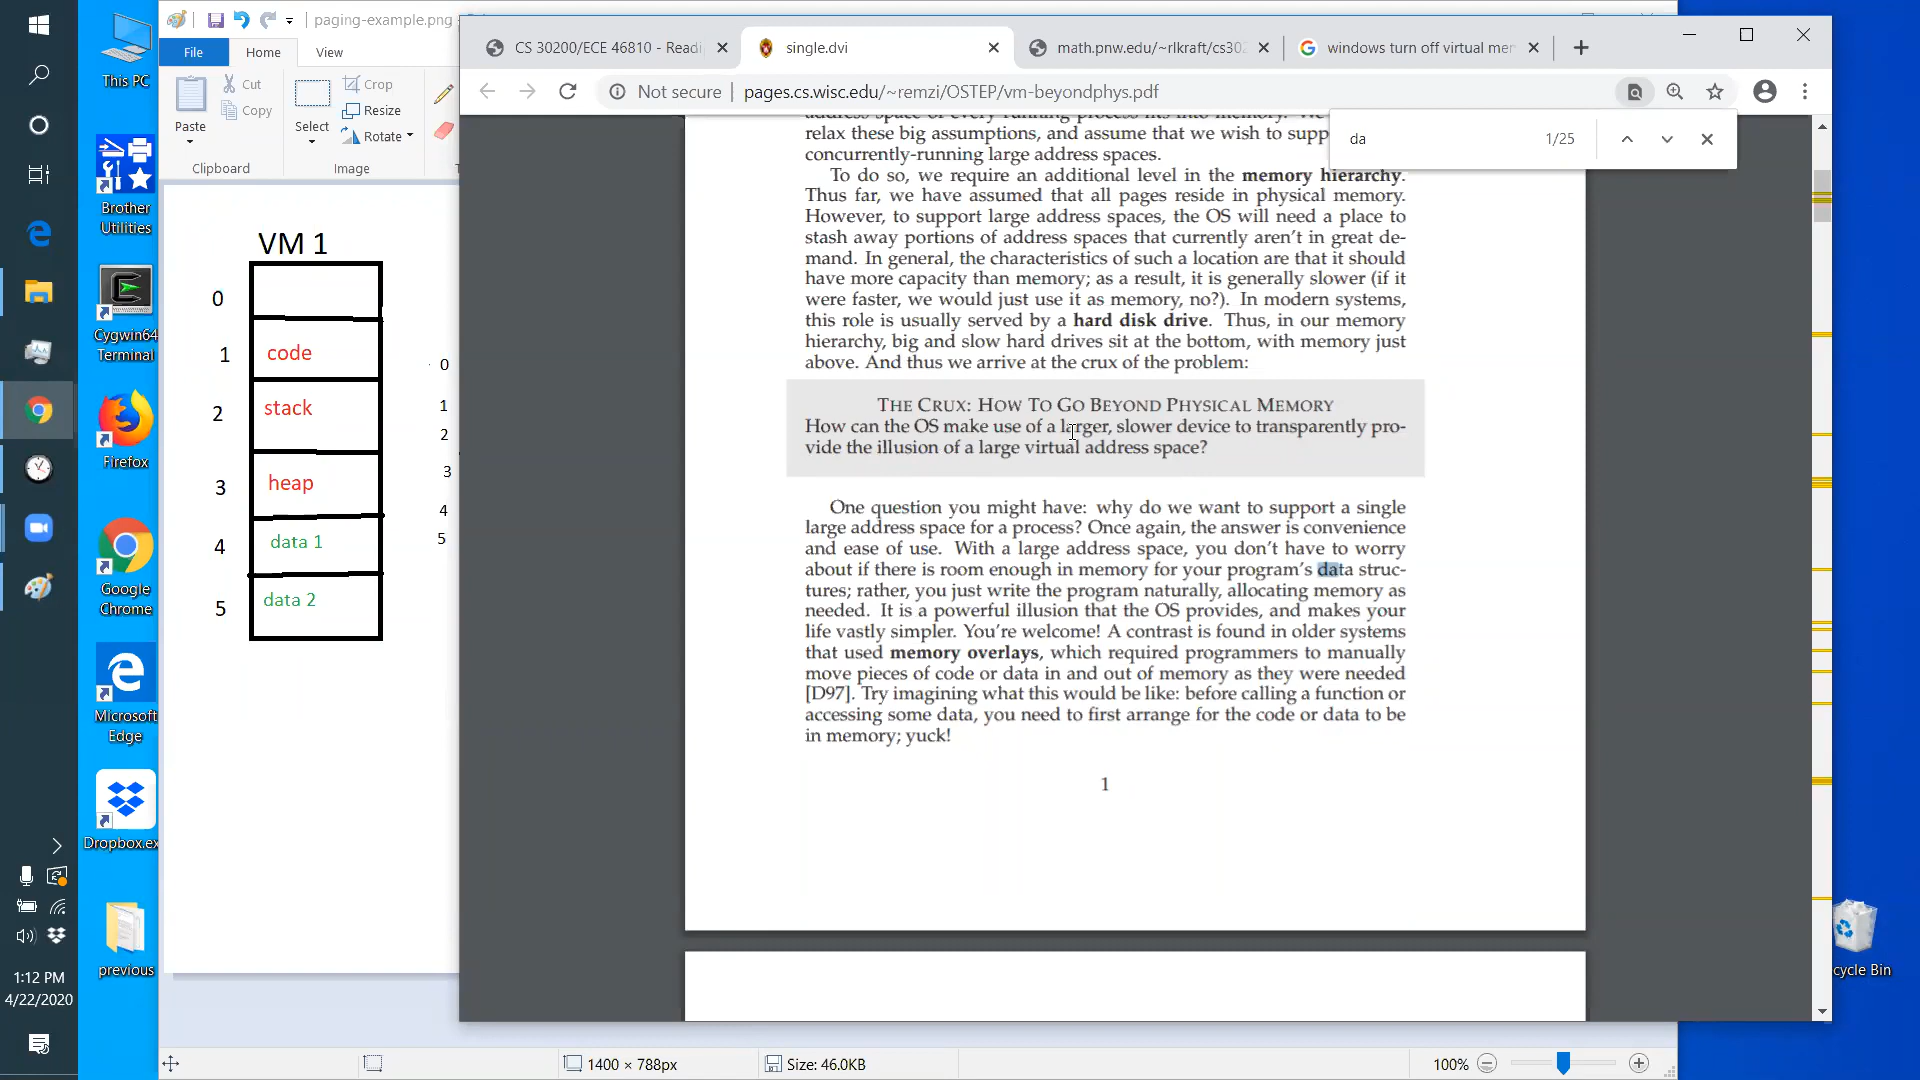 This PC
Brother
Utilities
Cygwin64
Terminal
Firefox
Google
Chrome
Microsoft
Edge
Dropbox.ex
previous
1:12 PM
4/22/2020
paging-example.png -
File
Home
View
Paste
Cut
Copy
Clipboard
Select
Crop
Resize
Rotate
Image
VM 1
0
1 code
2 stack
3 heap
4 data 1
5 data 2
0
1
2
3
4
5
1400 × 788px
Size: 46.0KB
100%
CS 30200/ECE 46810 - Readi
single.dvi
math.pnw.edu/~rlkraft/cs302
windows turn off virtual mem
Not secure | pages.cs.wisc.edu/~remzi/OSTEP/vm-beyondphys.pdf
da 1/25
address space of every running process fits into memory. We
relax these big assumptions, and assume that we wish to supp
concurrently-running large address spaces.
To do so, we require an additional level in the memory hierarchy.
Thus far, we have assumed that all pages reside in physical memory.
However, to support large address spaces, the OS will need a place to
stash away portions of address spaces that currently aren't in great de-
mand. In general, the characteristics of such a location are that it should
have more capacity than memory; as a result, it is generally slower (if it
were faster, we would just use it as memory, no?). In modern systems,
this role is usually served by a hard disk drive. Thus, in our memory
hierarchy, big and slow hard drives sit at the bottom, with memory just
above. And thus we arrive at the crux of the problem:
THE CRUX: HOW TO GO BEYOND PHYSICAL MEMORY
How can the OS make use of a larger, slower device to transparently pro-
vide the illusion of a large virtual address space?
One question you might have: why do we want to support a single
large address space for a process? Once again, the answer is convenience
and ease of use. With a large address space, you don't have to worry
about if there is room enough in memory for your program's data struc-
tures; rather, you just write the program naturally, allocating memory as
needed. It is a powerful illusion that the OS provides, and makes your
life vastly simpler. You're welcome! A contrast is found in older systems
that used memory overlays, which required programmers to manually
move pieces of code or data in and out of memory as they were needed
[D97]. Try imagining what this would be like: before calling a function or
accessing some data, you need to first arrange for the code or data to be
in memory; yuck!
1
cycle Bin